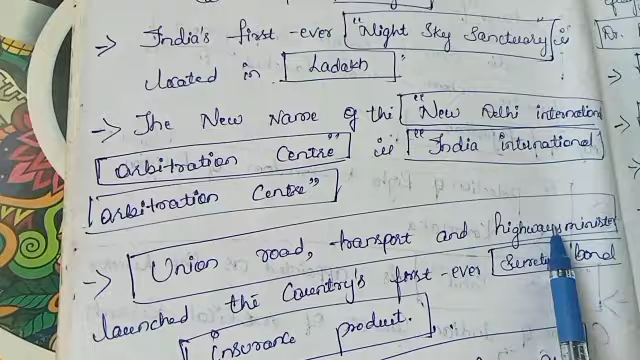 -> India's first-ever "Night Sky Sanctuary" is
located in Ladakh"
-> The New Name of the "New Delhi international
arbitration Centre" is "India international
arbitration Centre"
-> Union road, transport and highways minister
launched the Country's first-ever bond
insurance product.